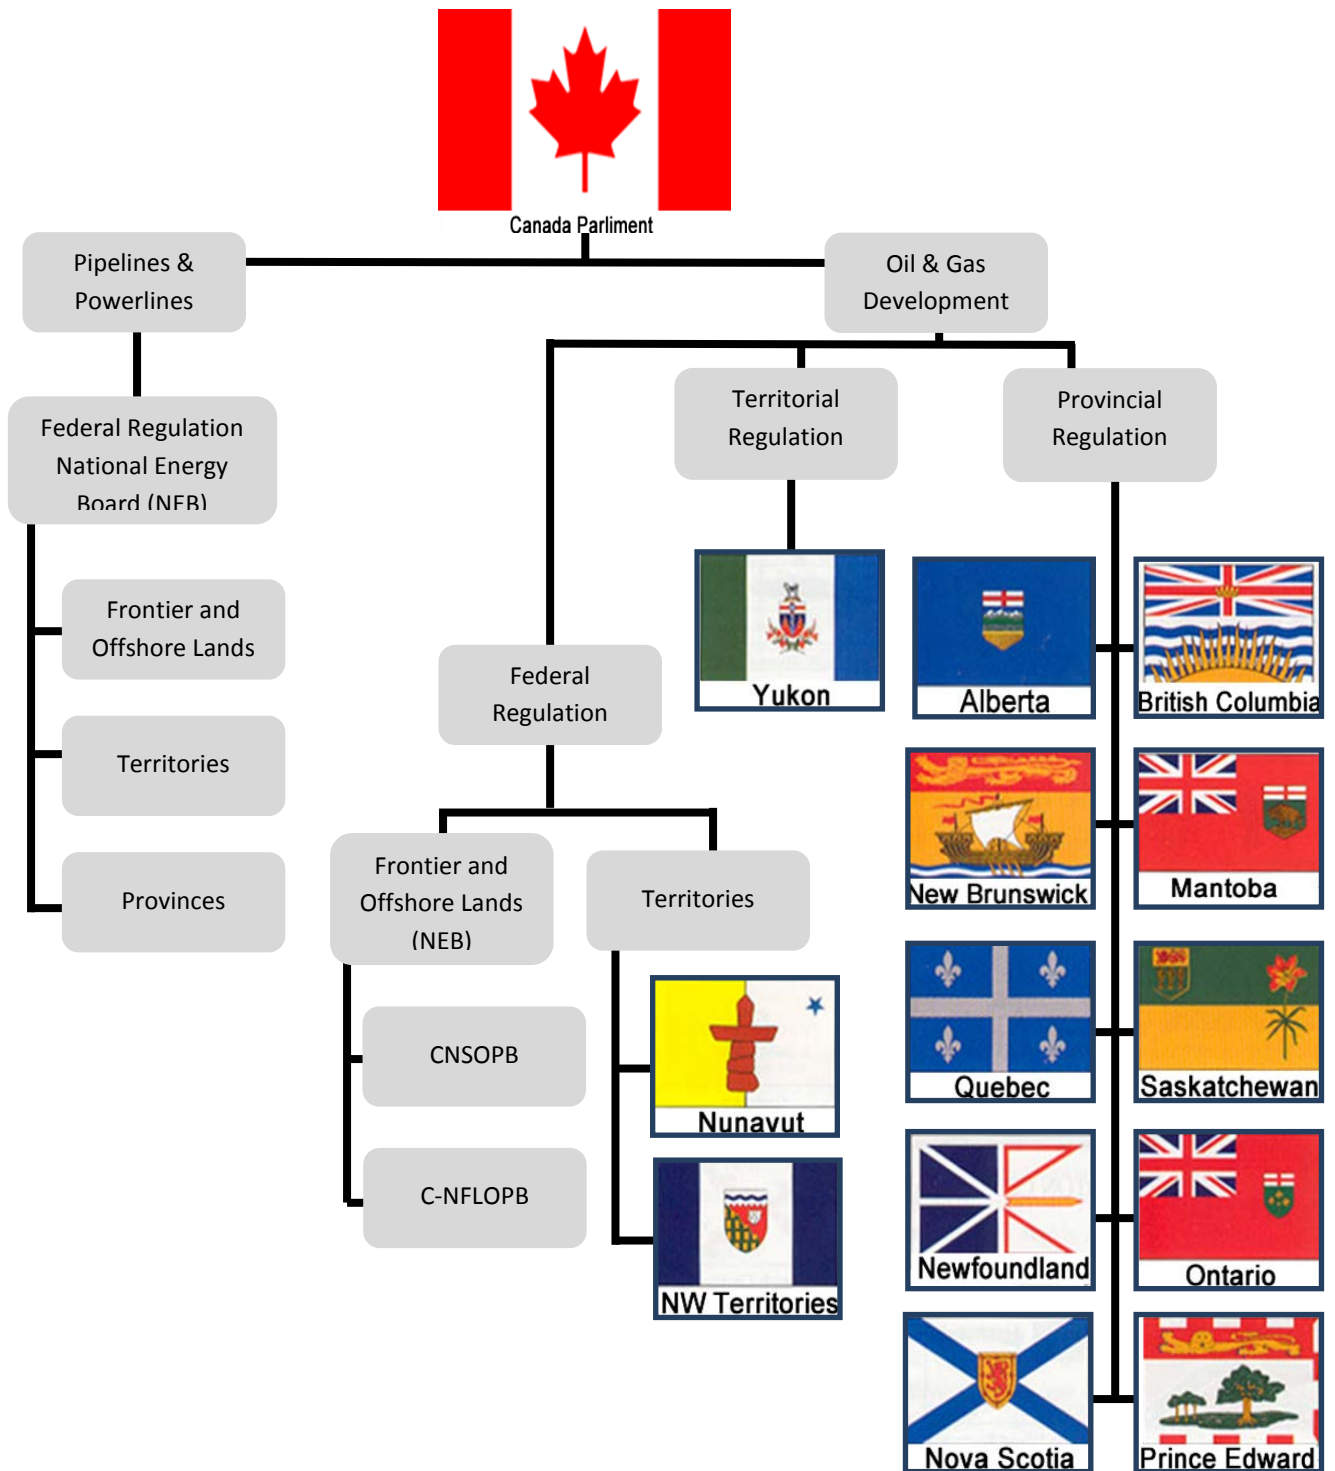 Canada Parliment
Pipelines &
Powerlines
Oil & Gas
Development
Federal Regulation
National Energy
Board (NEB)
Territorial
Regulation
Provincial
Regulation
Frontier and
Offshore Lands
Territories
Provinces
Federal
Regulation
Frontier and
Offshore Lands
(NEB)
Territories
CNSOPB
C-NFLOPB
Nunavut
NW Territories
Yukon
Alberta
British Columbia
New Brunswick
Mantoba
Quebec
Saskatchewan
Newfoundland
Ontario
Nova Scotia
Prince Edward